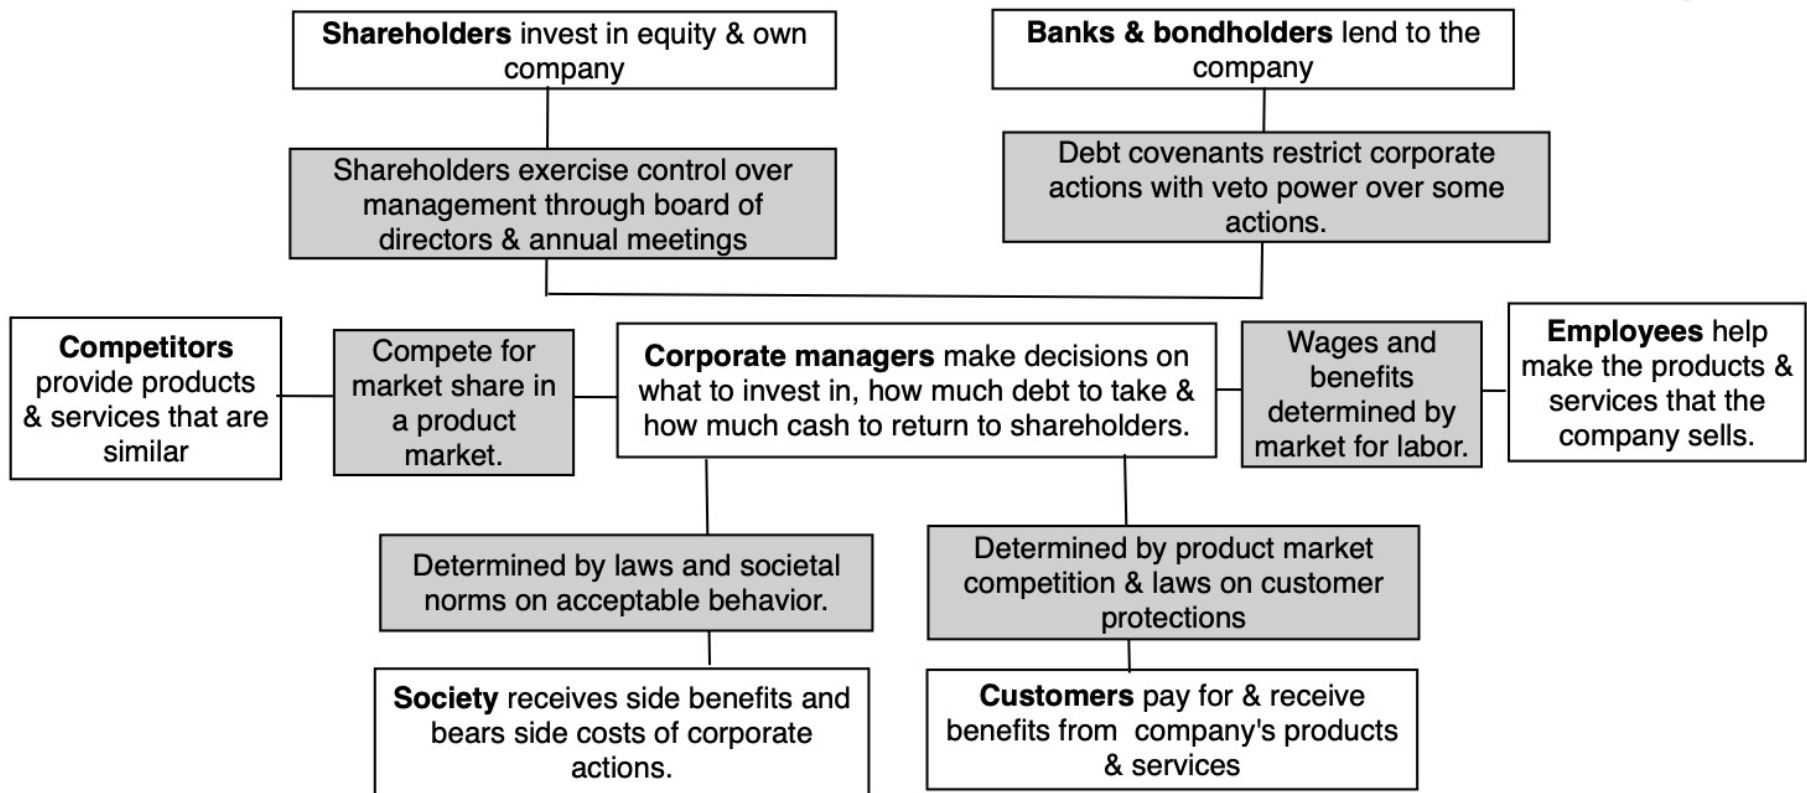 Shareholders invest in equity & own
company
Banks & bondholders lend to the
company
Shareholders exercise control over
management through board of
directors & annual meetings
Debt covenants restrict corporate
actions with veto power over some
actions.
Competitors
provide products
& services that are
similar
Compete for
market share in
a product
market.
Corporate managers make decisions on
what to invest in, how much debt to take &
how much cash to return to shareholders.
Wages and
benefits
determined by
market for labor.
Employees help
make the products &
services that the
company sells.
Determined by laws and societal
norms on acceptable behavior.
Determined by product market
competition & laws on customer
protections
Society receives side benefits and
bears side costs of corporate
actions.
Customers pay for & receive
benefits from  company's products
& services